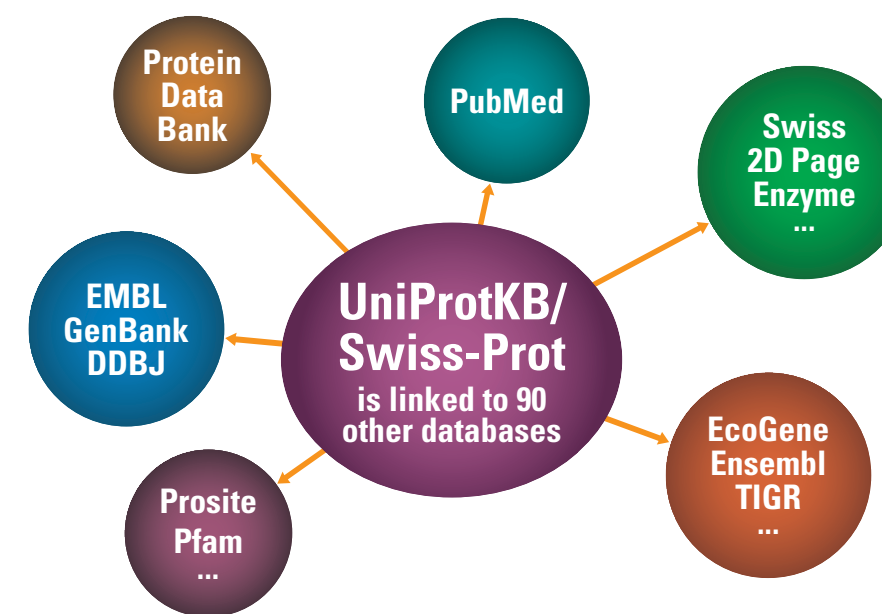 Protein
Data
Bank
PubMed
Swiss
2D Page
Enzyme
...
EMBL
GenBank
DDBJ
UniProtKB/
Swiss-Prot
is linked to 90
other databases
EcoGene
Ensembl
TIGR
...
Prosite
Pfam
...